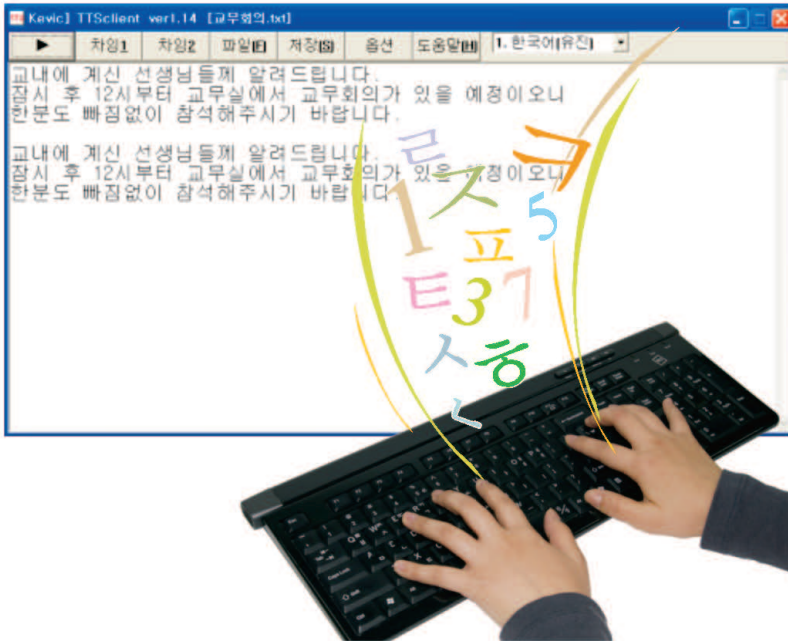 Kevic] TTSclient ver1.14 [교무회의.txt]
▶ 차임1 차임2 파일(F) 저장(S) 옵션 도움말(H) 1. 한국어(유진)
교내에 계신 선생님들께 알려드립니다.
잠시 후 12시부터 교무실에서 교무회의가 있을 예정이오니
한분도 빠짐없이 참석해주시기 바랍니다.
교내에 계신 선생님들께 알려드립니다.
잠시 후 12시부터 교무실에서 교무회의가 있을 예정이오니
한분도 빠짐없이 참석해주시기 바랍니다.
ㄹ ㅋ
1 ㅈ 5
ㅍ
ㅌ 3 7
ㅅ ㅎ
ㄴ